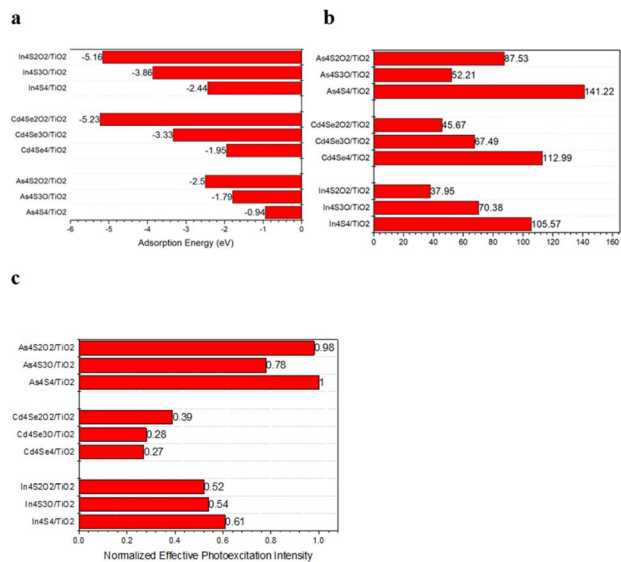 a
In4S2O2/TiO2 -5.16
In4S3O/TiO2 -3.86
In4S4/TiO2 -2.44
Cd4Se2O2/TiO2 -5.23
Cd4Se3O/TiO2 -3.33
Cd4Se4/TiO2 -1.95
As4S2O2/TiO2 -2.5
As4S3O/TiO2 -1.79
As4S4/TiO2 -0.94
-6 -5 -4 -3 -2 -1 0
Adsorption Energy (eV)
b
As4S2O2/TiO2 87.53
As4S3O/TiO2 52.21
As4S4/TiO2 141.22
Cd4Se2O2/TiO2 45.67
Cd4Se3O/TiO2 67.49
Cd4Se4/TiO2 112.99
In4S2O2/TiO2 37.95
In4S3O/TiO2 70.38
In4S4/TiO2 105.57
0 20 40 60 80 100 120 140 160
c
As4S2O2/TiO2 0.98
As4S3O/TiO2 0.78
As4S4/TiO2 1
Cd4Se2O2/TiO2 0.39
Cd4Se3O/TiO2 0.28
Cd4Se4/TiO2 0.27
In4S2O2/TiO2 0.52
In4S3O/TiO2 0.54
In4S4/TiO2 0.61
0.0 0.2 0.4 0.6 0.8 1.0
Normalized Effective Photoexcitation Intensity